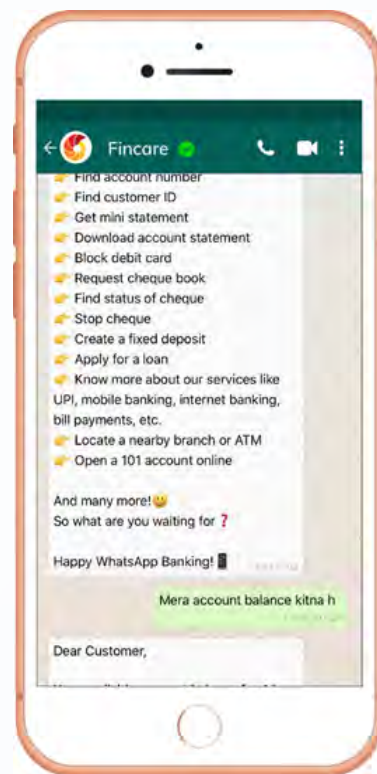 Fincare
Find account number
Find customer ID
Get mini statement
Download account statement
Block debit card
Request cheque book
Find status of cheque
Stop cheque
Create a fixed deposit
Apply for a loan
Know more about our services like
UPI, mobile banking, internet banking,
bill payments, etc.
Locate a nearby branch or ATM
Open a 101 account online
And many more!😃
So what are you waiting for ❓
Happy WhatsApp Banking!
Mera account balance kitna h
Dear Customer,